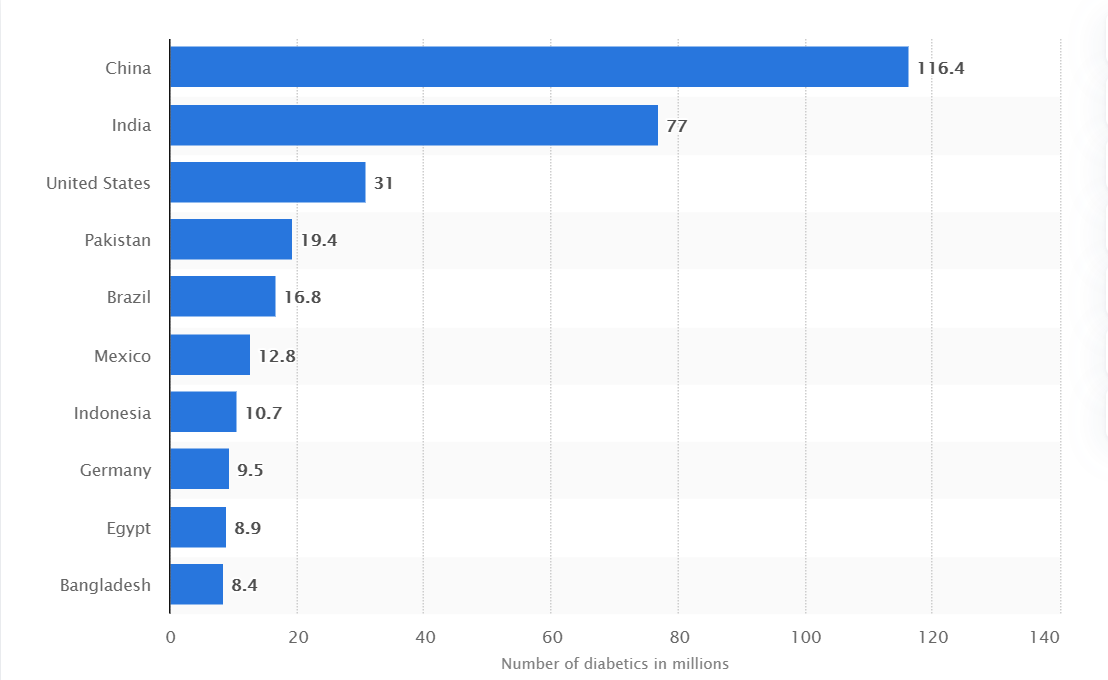 China 116.4
India 77
United States 31
Pakistan 19.4
Brazil 16.8
Mexico 12.8
Indonesia 10.7
Germany 9.5
Egypt 8.9
Bangladesh 8.4
0 20 40 60 80 100 120 140
Number of diabetics in millions